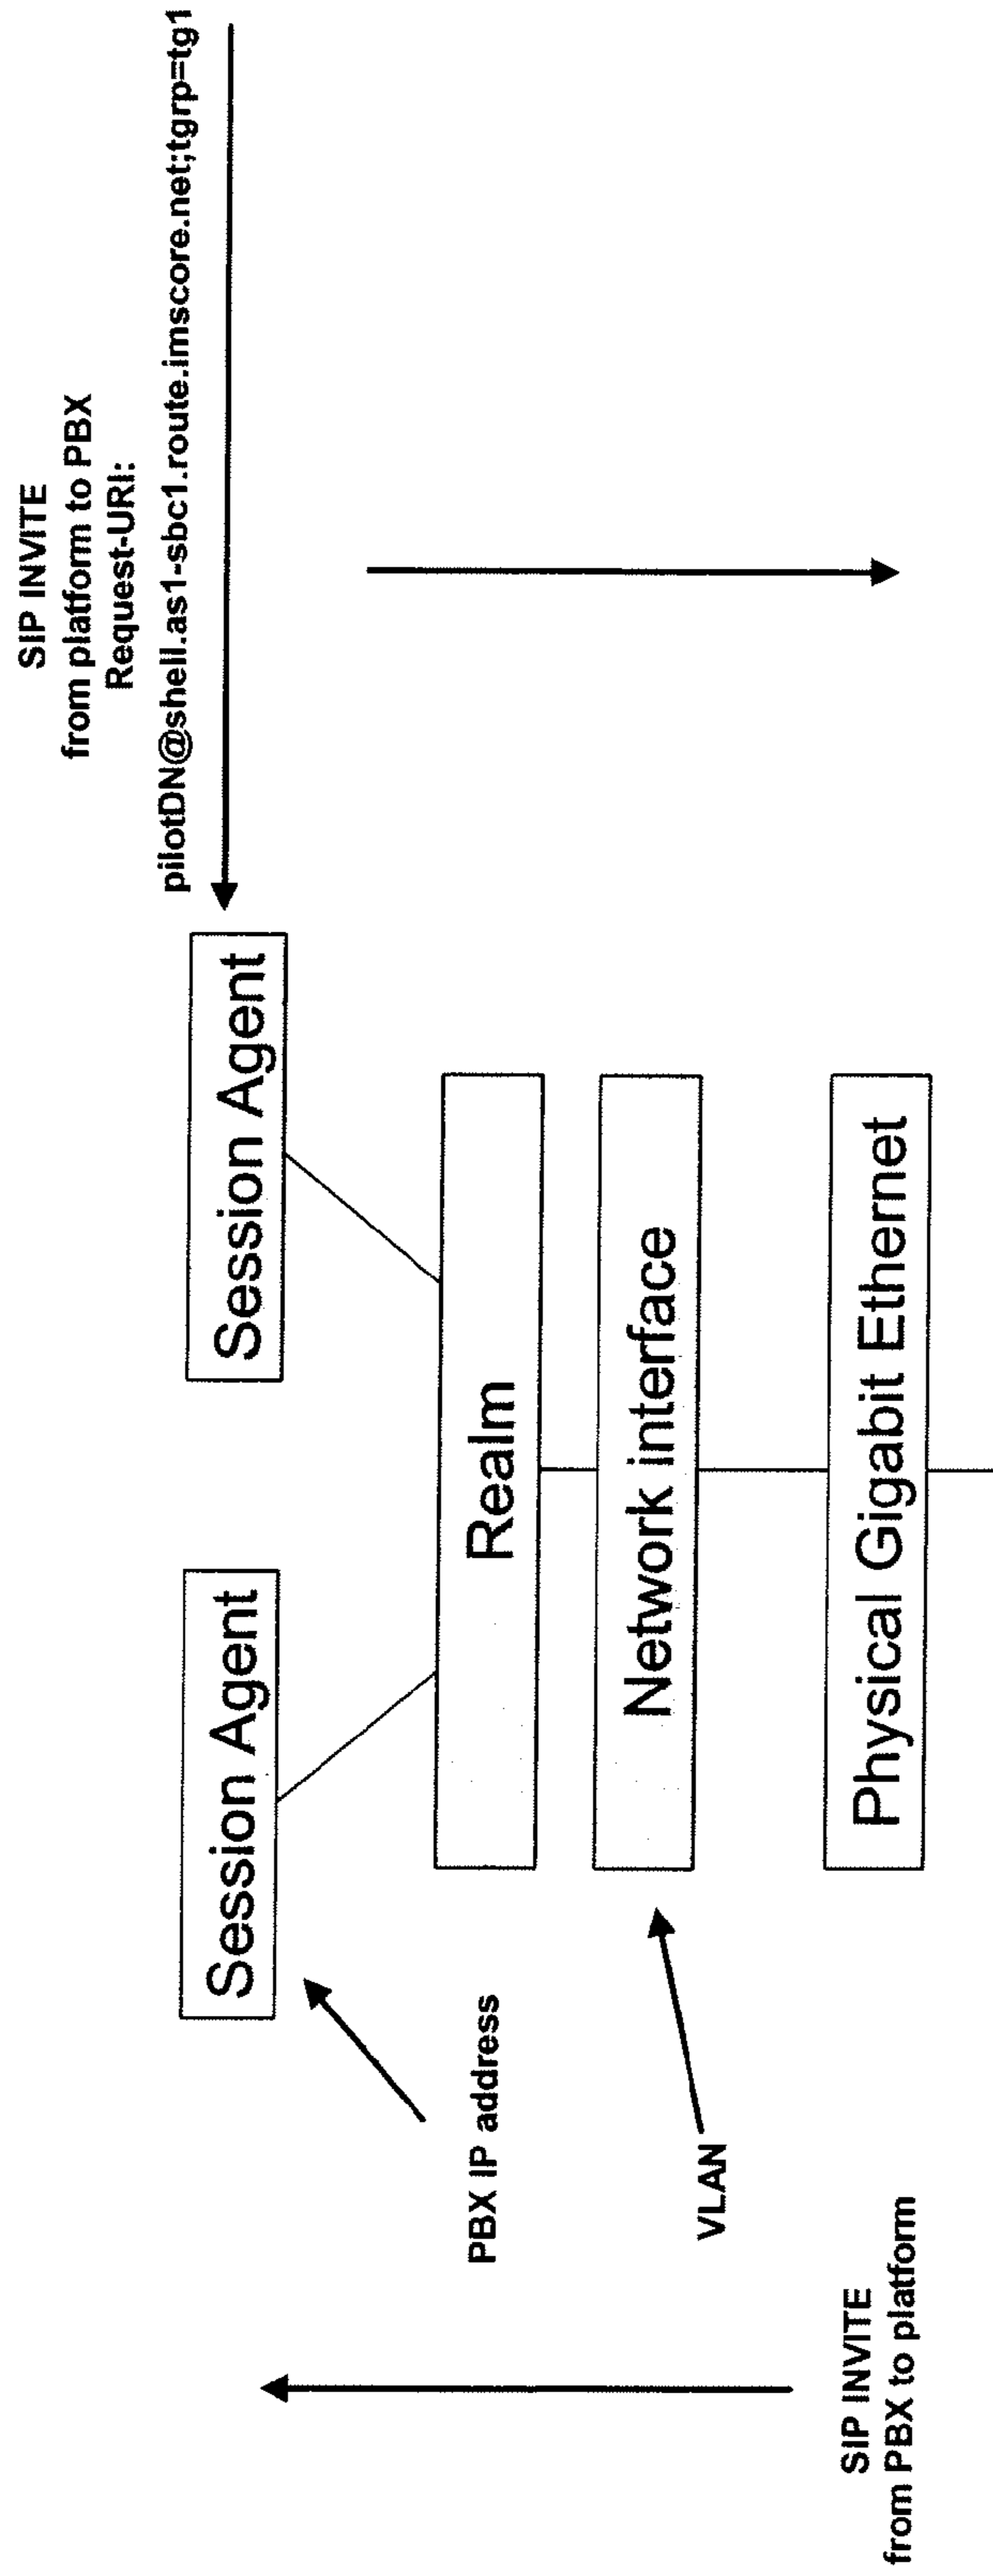 SIP INVITE
from platform to PBX
Request-URI:
pilotDN@shell.as1-sbc1.route.imscore.net;tgrp=tg1
Session Agent
Session Agent
PBX IP address
Realm
VLAN
Network interface
SIP INVITE
from PBX to platform
Physical Gigabit Ethernet